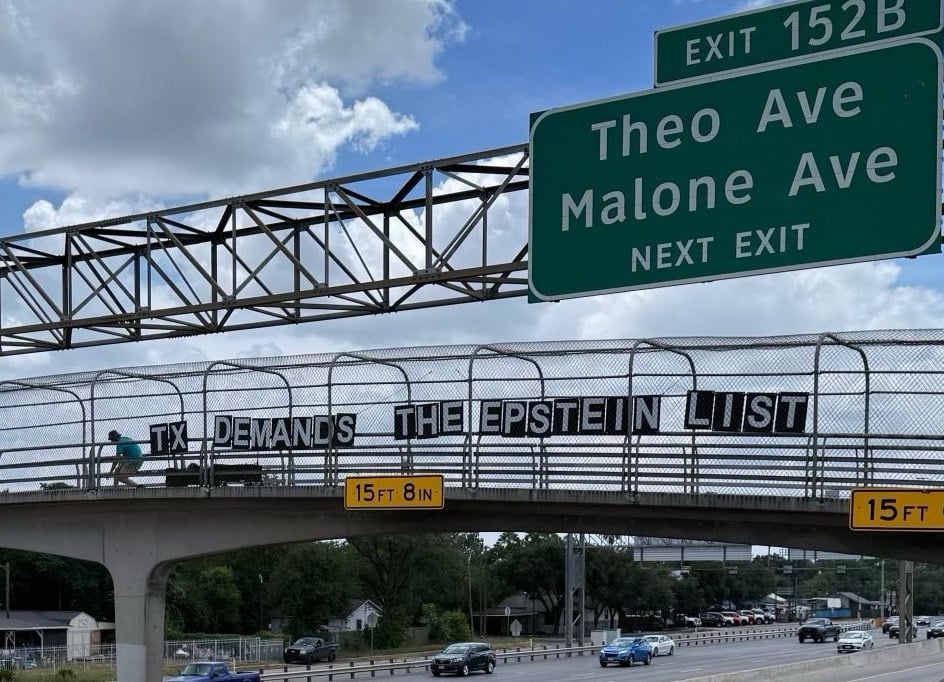 EXIT 152B
Theo Ave
Malone Ave
NEXT EXIT
TX DEMANDS THE EPSTEIN LIST
15 FT 8 IN
15 FT